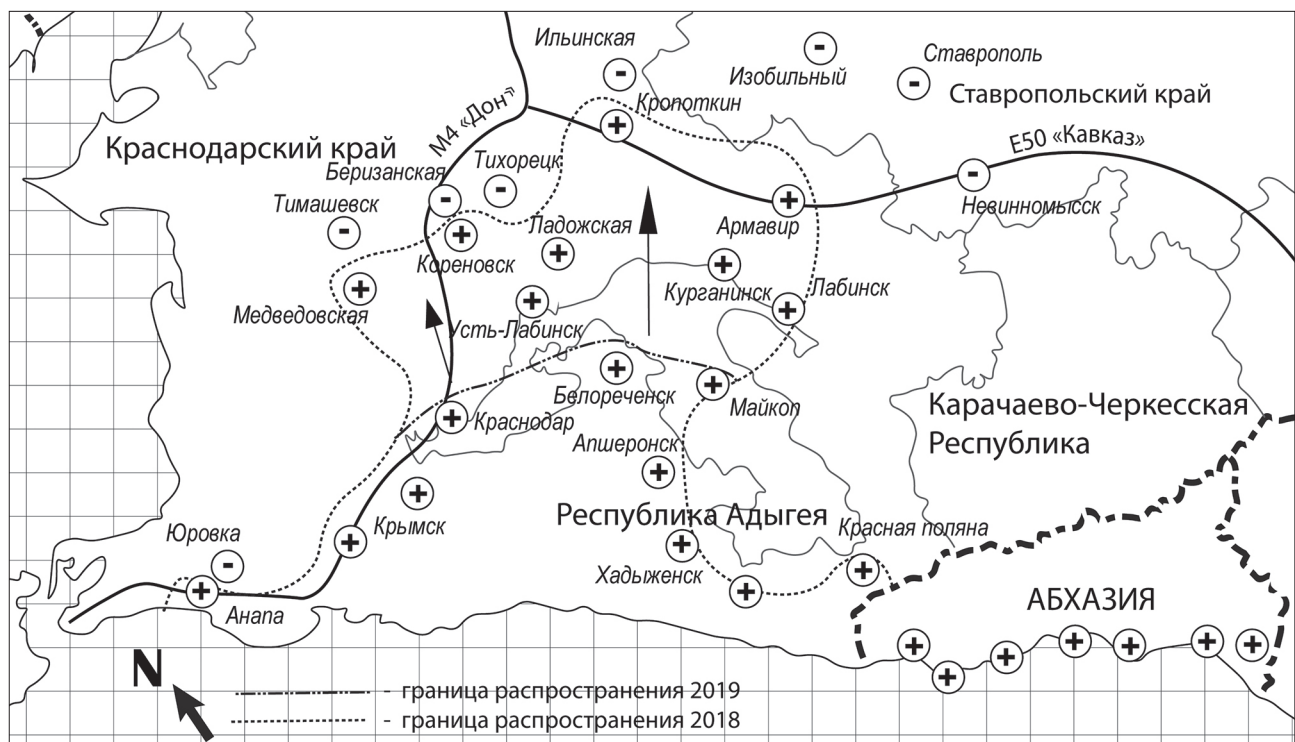 Ильинская
Изобильный
Ставрополь
Ставропольский край
Кропоткин
М4 «Дон»
Е50 «Кавказ»
Краснодарский край
Тихорецк
Беризанская
Тимашевск
Невинномысск
Армавир
Ладожская
Кореновск
Курганинск
Лабинск
Медведовская
Усть-Лабинск
Белореченск
Майкоп
Краснодар
Карачаево-Черкесская
Республика
Апшеронск
Республика Адыгея
Крымск
Красная поляна
Юровка
Хадыженск
Анапа
АБХАЗИЯ
N
- граница распространения 2019
- граница распространения 2018